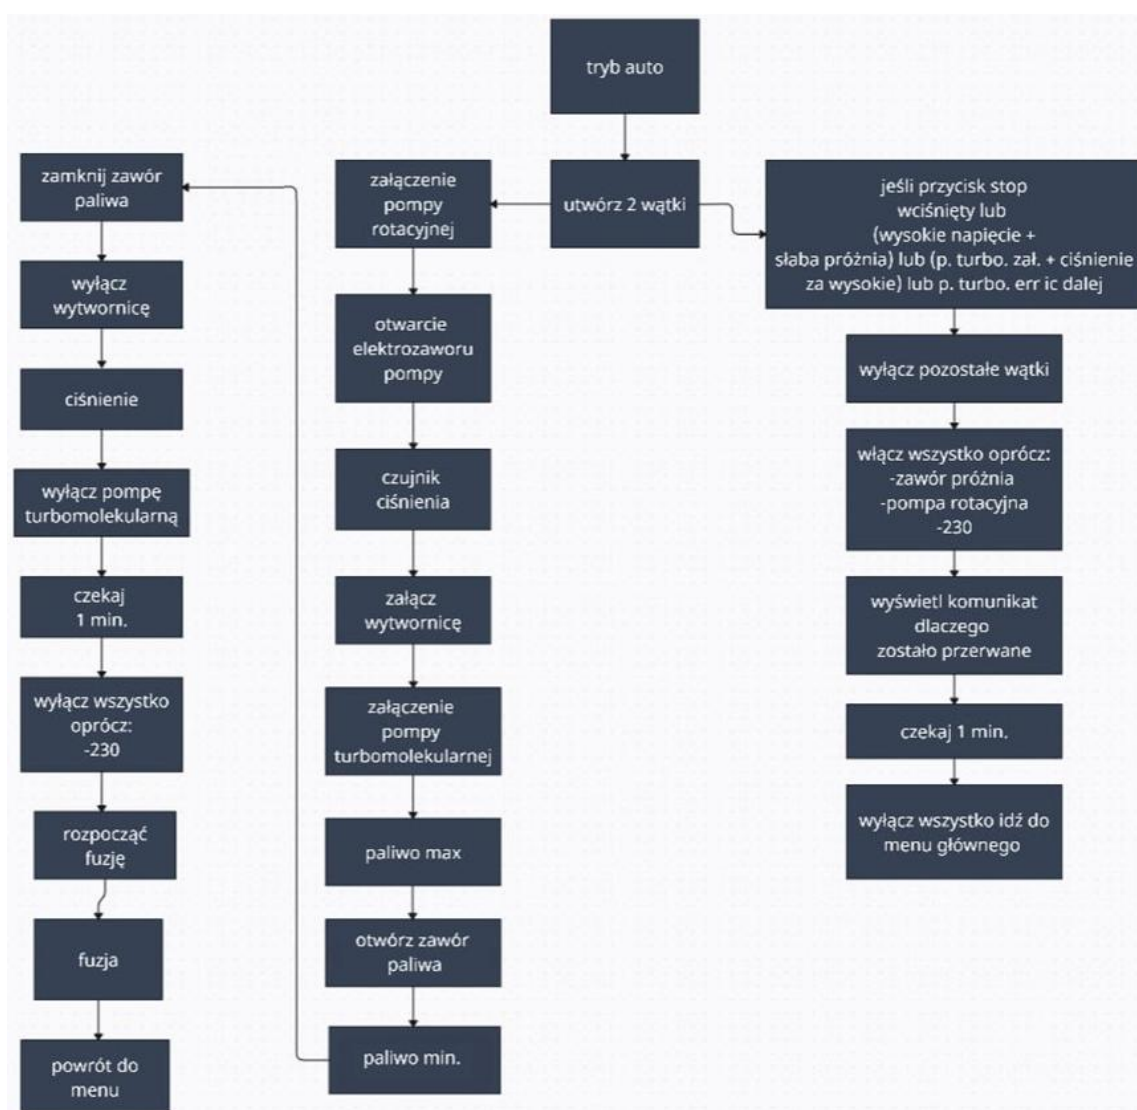 tryb auto
utwórz 2 wątki
załączenie
pompy
rotacyjnej
otwarcie
elektrozaworu
pompy
czujnik
ciśnienia
załącz
wytwornicę
załączenie
pompy
turbomolekularnej
paliwo max
otwórz zawór
paliwa
paliwo min.
zamknij zawór
paliwa
wyłącz
wytwornicę
ciśnienie
wyłącz pompę
turbomolekularną
czekaj
1 min.
wyłącz wszystko
oprócz:
-230
rozpocząć
fuzję
fuzja
powrót do
menu
jeśli przycisk stop
wciśnięty lub
(wysokie napięcie +
słaba próżnia) lub (p. turbo. zał. + ciśnienie
za wysokie) lub p. turbo. err ic dalej
wyłącz pozostałe wątki
włącz wszystko oprócz:
-zawór próżnia
-pompa rotacyjna
-230
wyświetl komunikat
dlaczego
zostało przerwane
czekaj 1 min.
wyłącz wszystko idź do
menu głównego